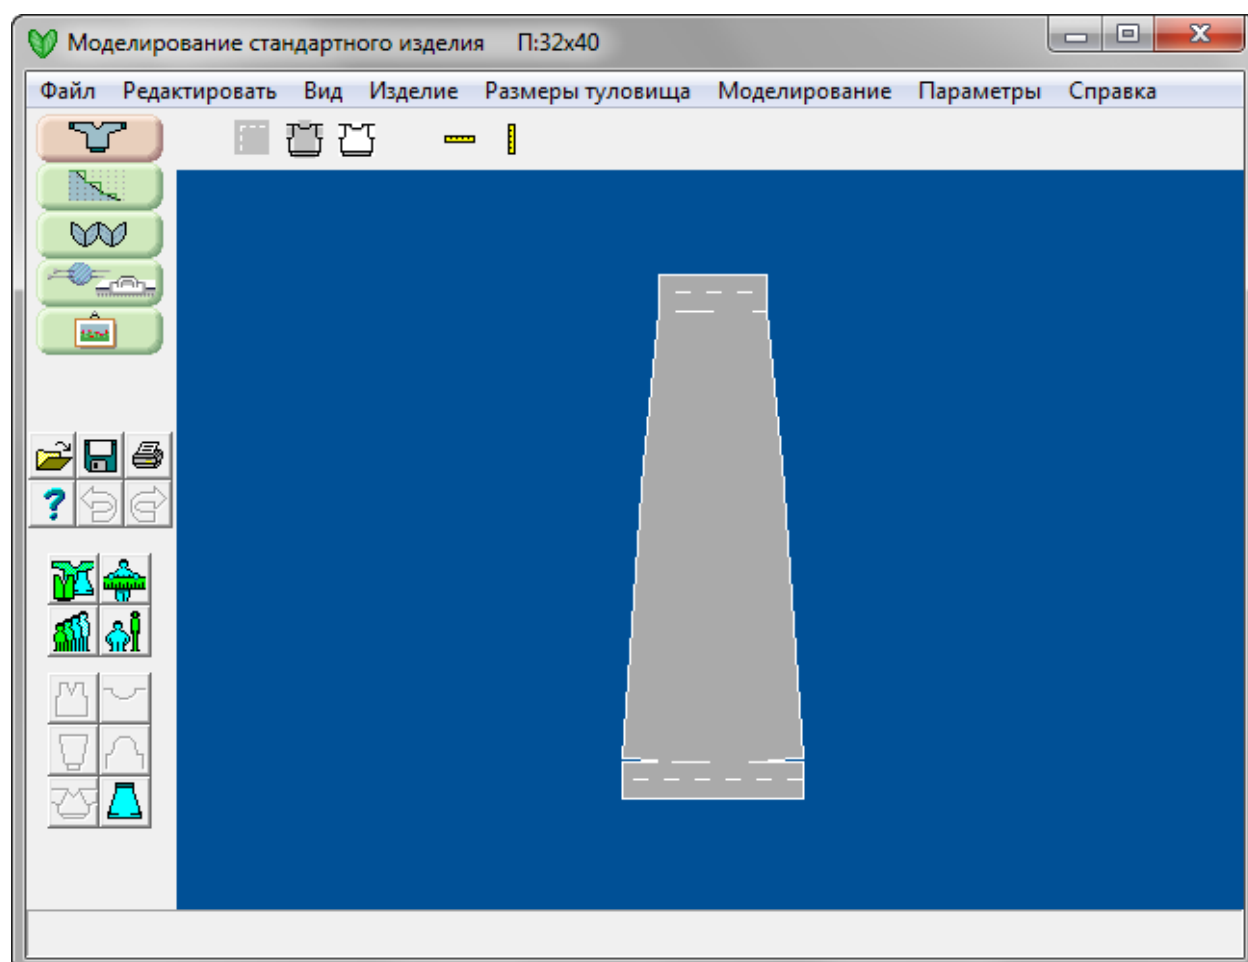 Моделирование стандартного изделия П:32x40
Файл Редактировать Вид Изделие Размеры туловища Моделирование Параметры Справка
?